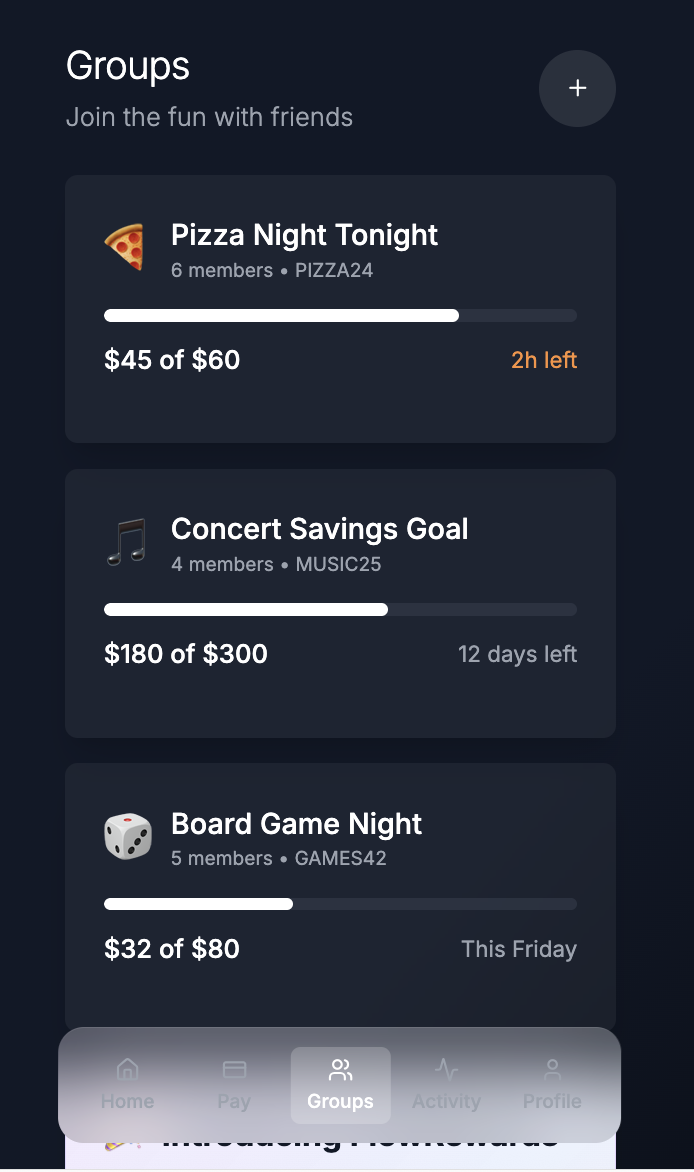 Groups
Join the fun with friends
+
Pizza Night Tonight
6 members • PIZZA24
$45 of $60
2h left
Concert Savings Goal
4 members • MUSIC25
$180 of $300
12 days left
Board Game Night
5 members • GAMES42
$32 of $80
This Friday
Home
Pay
Groups
Activity
Profile
Introducing FlowRewards